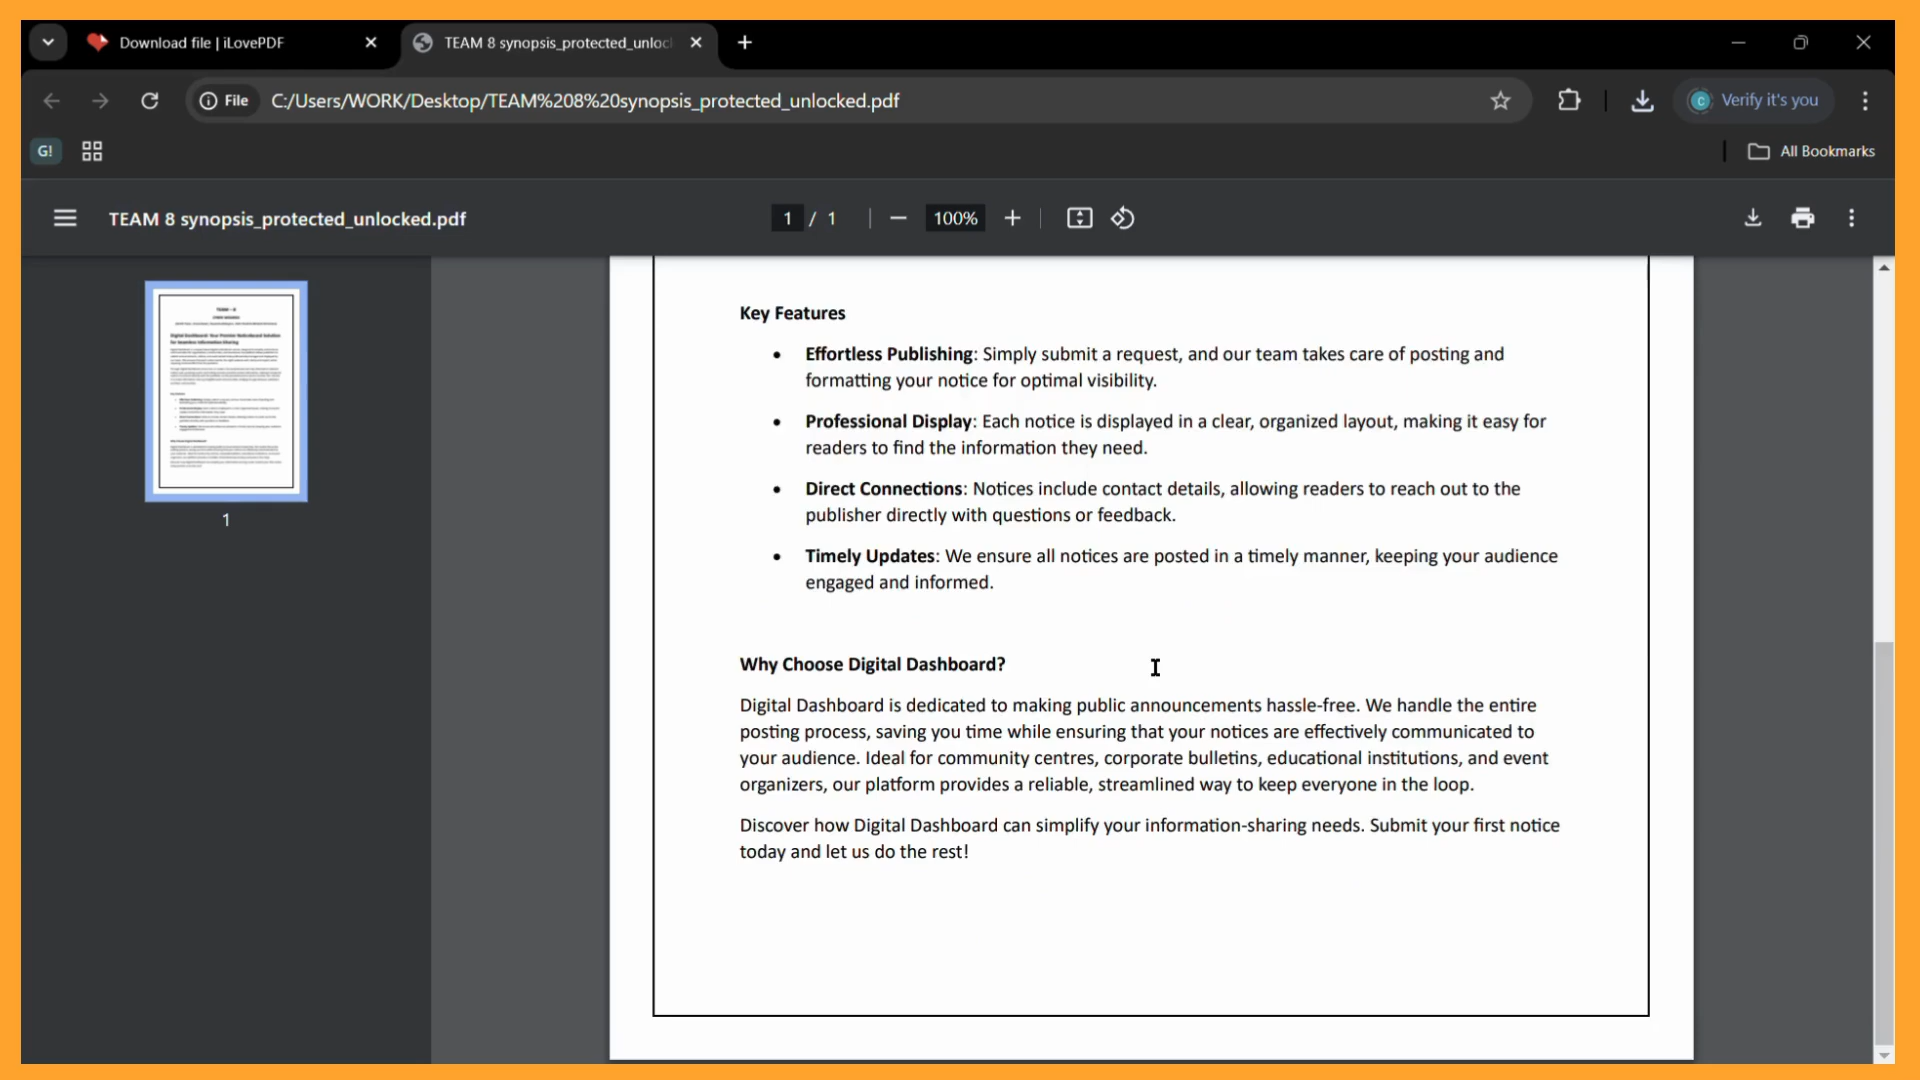 Download file | iLovePDF
TEAM 8 synopsis_protected_unloc
File
C:/Users/WORK/Desktop/TEAM%208%20synopsis_protected_unlocked.pdf
C
Verify it's you
G!
All Bookmarks
TEAM 8 synopsis_protected_unlocked.pdf
1 / 1
100%
1
Key Features
• Effortless Publishing: Simply submit a request, and our team takes care of posting and
formatting your notice for optimal visibility.
• Professional Display: Each notice is displayed in a clear, organized layout, making it easy for
readers to find the information they need.
• Direct Connections: Notices include contact details, allowing readers to reach out to the
publisher directly with questions or feedback.
• Timely Updates: We ensure all notices are posted in a timely manner, keeping your audience
engaged and informed.
Why Choose Digital Dashboard?
Digital Dashboard is dedicated to making public announcements hassle-free. We handle the entire
posting process, saving you time while ensuring that your notices are effectively communicated to
your audience. Ideal for community centres, corporate bulletins, educational institutions, and event
organizers, our platform provides a reliable, streamlined way to keep everyone in the loop.
Discover how Digital Dashboard can simplify your information-sharing needs. Submit your first notice
today and let us do the rest!